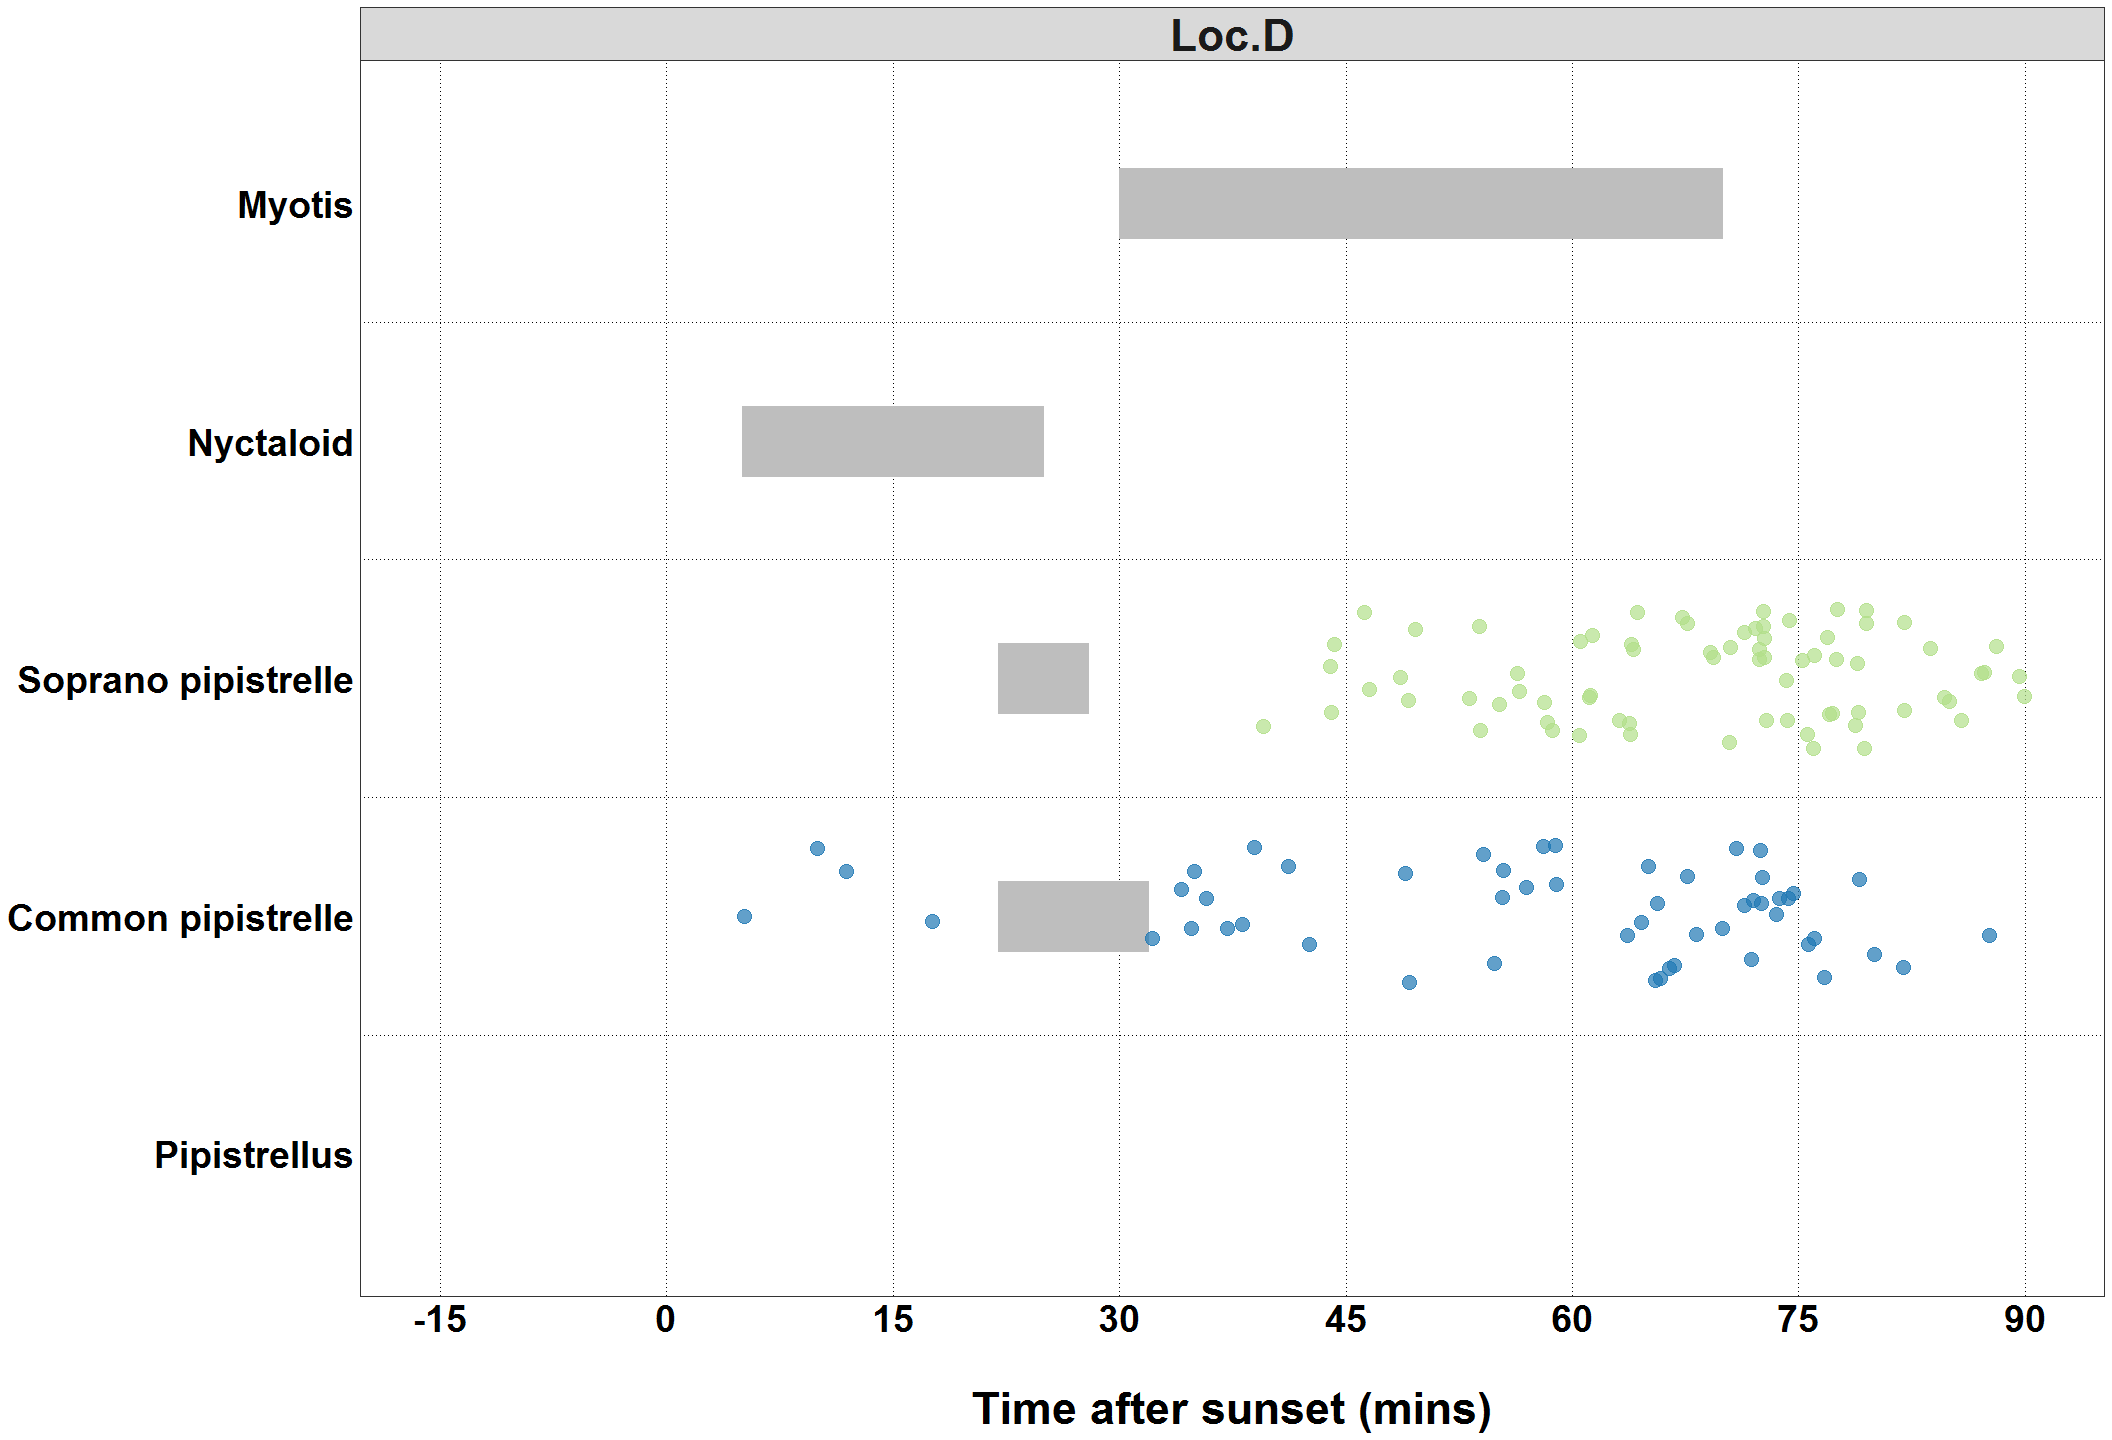 Loc.D
Myotis
Nyctaloid
Soprano pipistrelle
Common pipistrelle
Pipistrellus
-15 0 15 30 45 60 75 90
Time after sunset (mins)